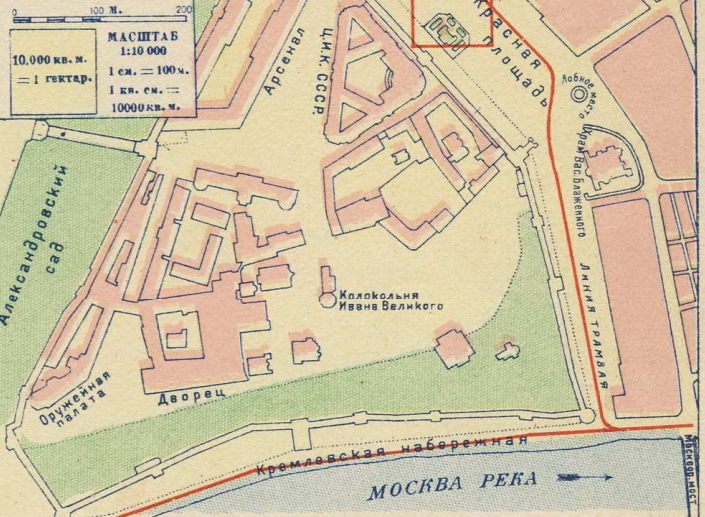 0 100 М. 200
МАСШТАБ
1:10 000
1 см. = 100 м.
1 кв. см. =
10000 кв. м.
10,000 кв. м.
= 1 гектар.
Арсенал
Ц.И.К. С.С.С.Р.
Красная
площадь
Лобное место
Храм Вас. Блаженного
Александровский
сад
Колокольня
Ивана Великого
ЛИНИЯ ТРАМВАЯ
Оружейная
палата
Дворец
Кремлевская набережная
МОСКВА РЕКА
Москвор. мост